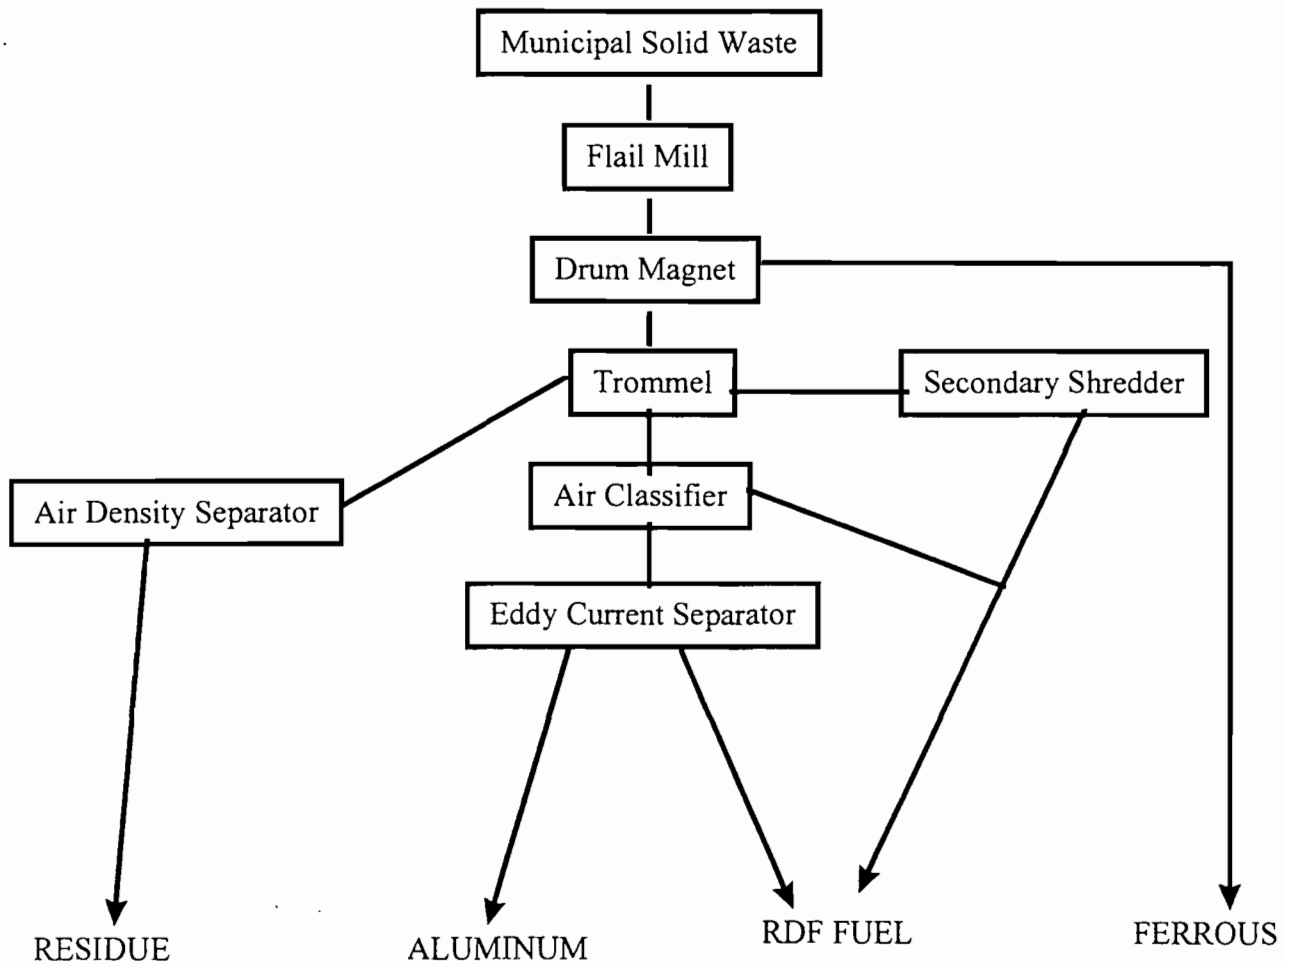 Municipal Solid Waste
Flail Mill
Drum Magnet
Trommel
Secondary Shredder
Air Classifier
Air Density Separator
Eddy Current Separator
RESIDUE
ALUMINUM
RDF FUEL
FERROUS